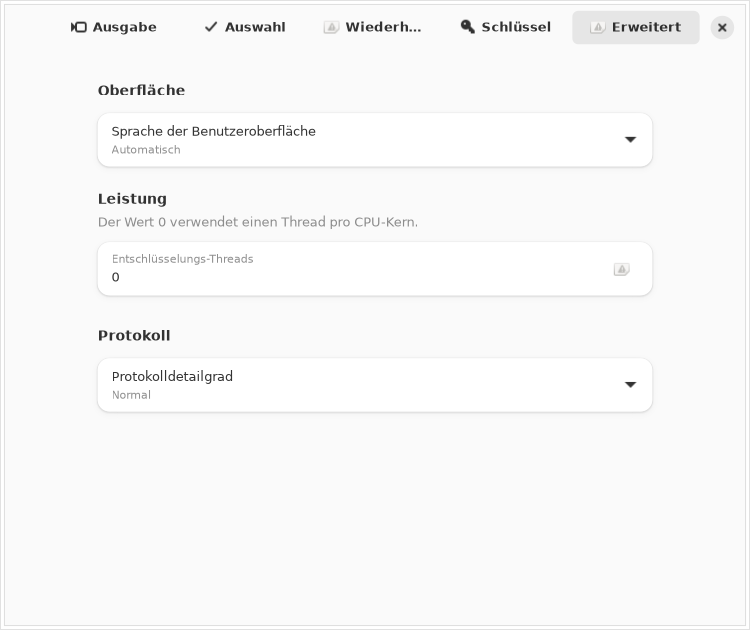 Ausgabe
Auswahl
Wiederh...
Schlüssel
Erweitert
Oberfläche
Sprache der Benutzeroberfläche
Automatisch
Leistung
Der Wert 0 verwendet einen Thread pro CPU-Kern.
Entschlüsselungs-Threads
0
Protokoll
Protokolldetailgrad
Normal